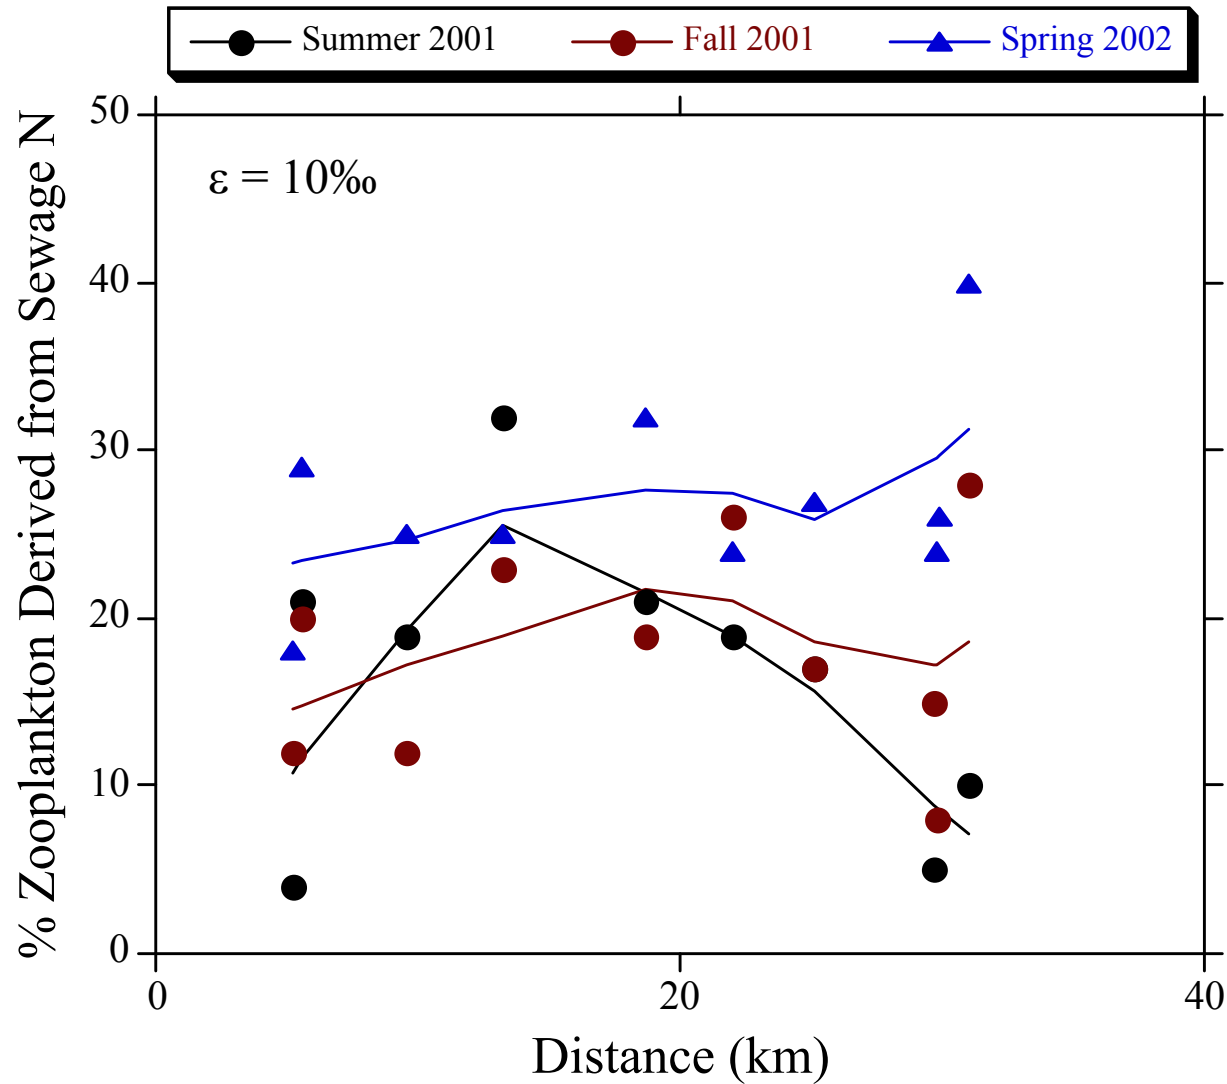 Summer 2001 Fall 2001 Spring 2002
% Zooplankton Derived from Sewage N
50
ε = 10‰
40
30
20
10
0
0 20 40
Distance (km)